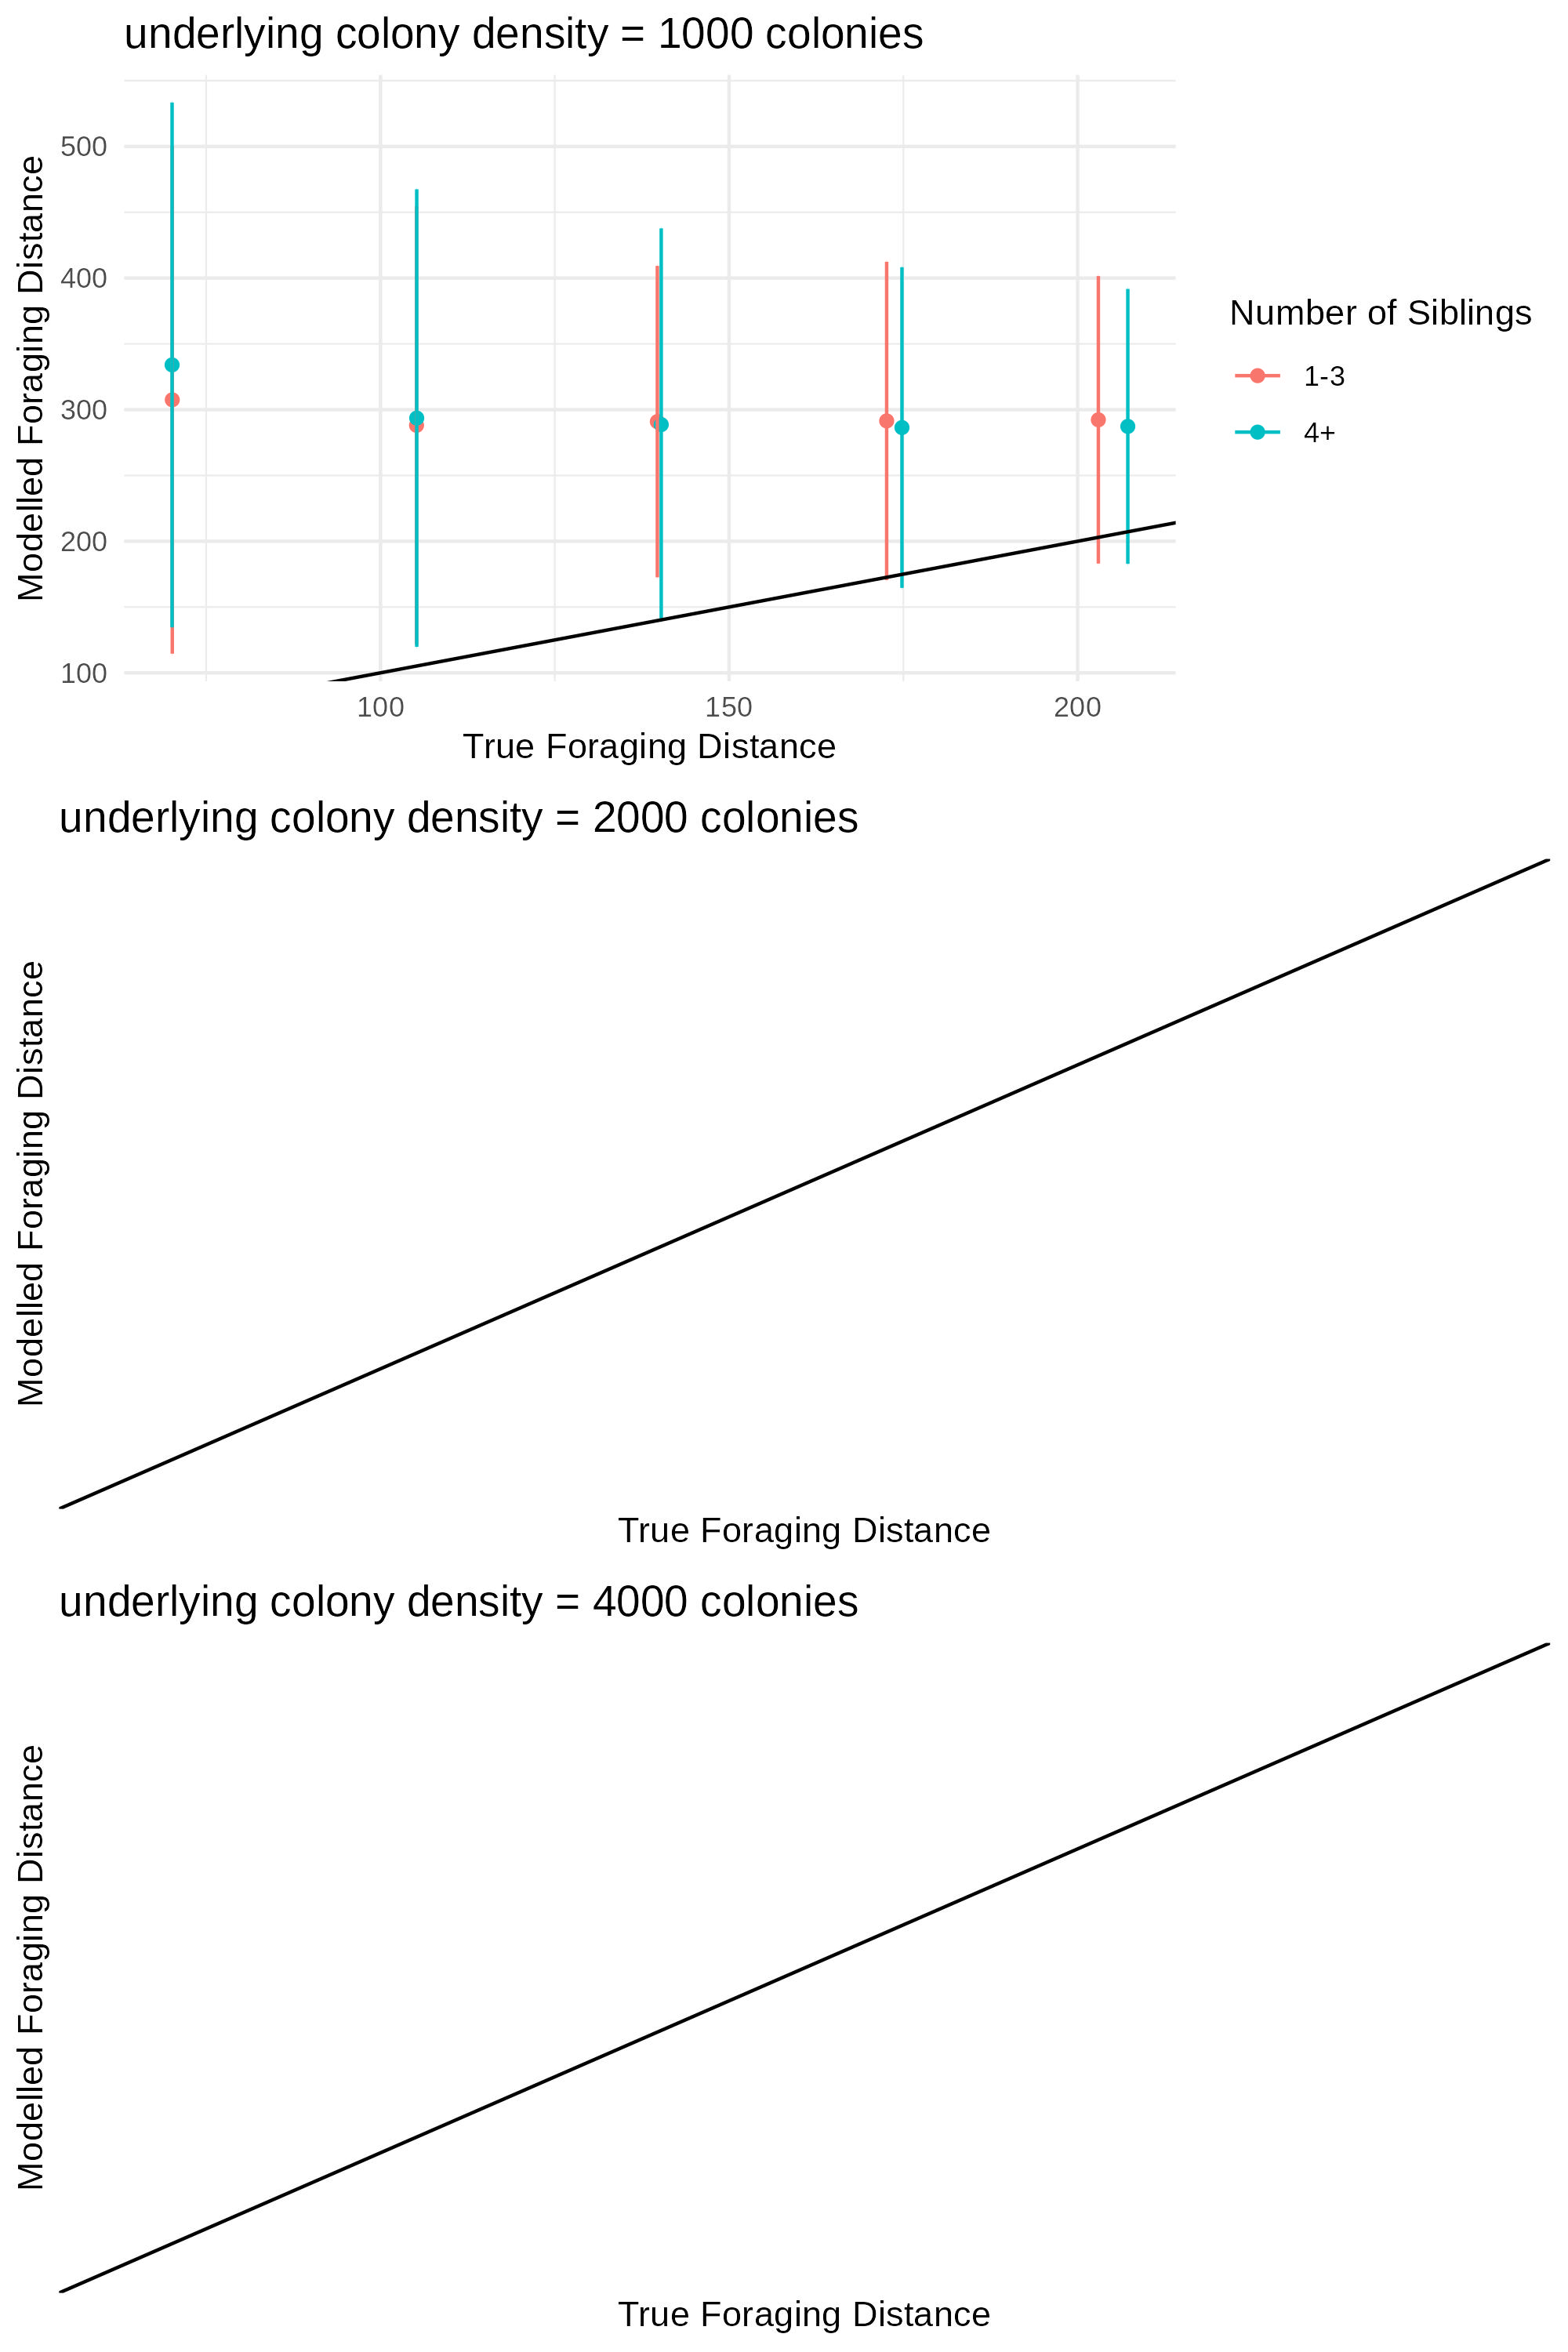 underlying colony density = 1000 colonies
Modelled Foraging Distance
500
400
300
200
100
100
150
200
True Foraging Distance
Number of Siblings
1-3
4+
underlying colony density = 2000 colonies
Modelled Foraging Distance
True Foraging Distance
underlying colony density = 4000 colonies
Modelled Foraging Distance
True Foraging Distance